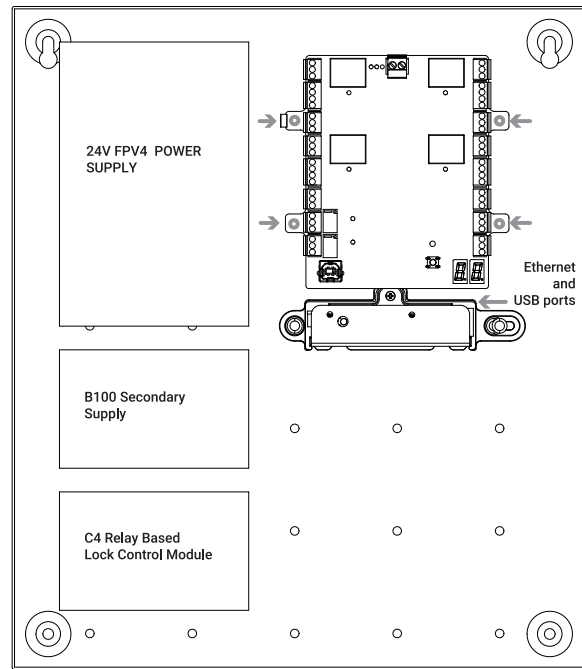 24V FPV4 POWER
SUPPLY
Ethernet
and
USB ports
B100 Secondary
Supply
C4 Relay Based
Lock Control Module